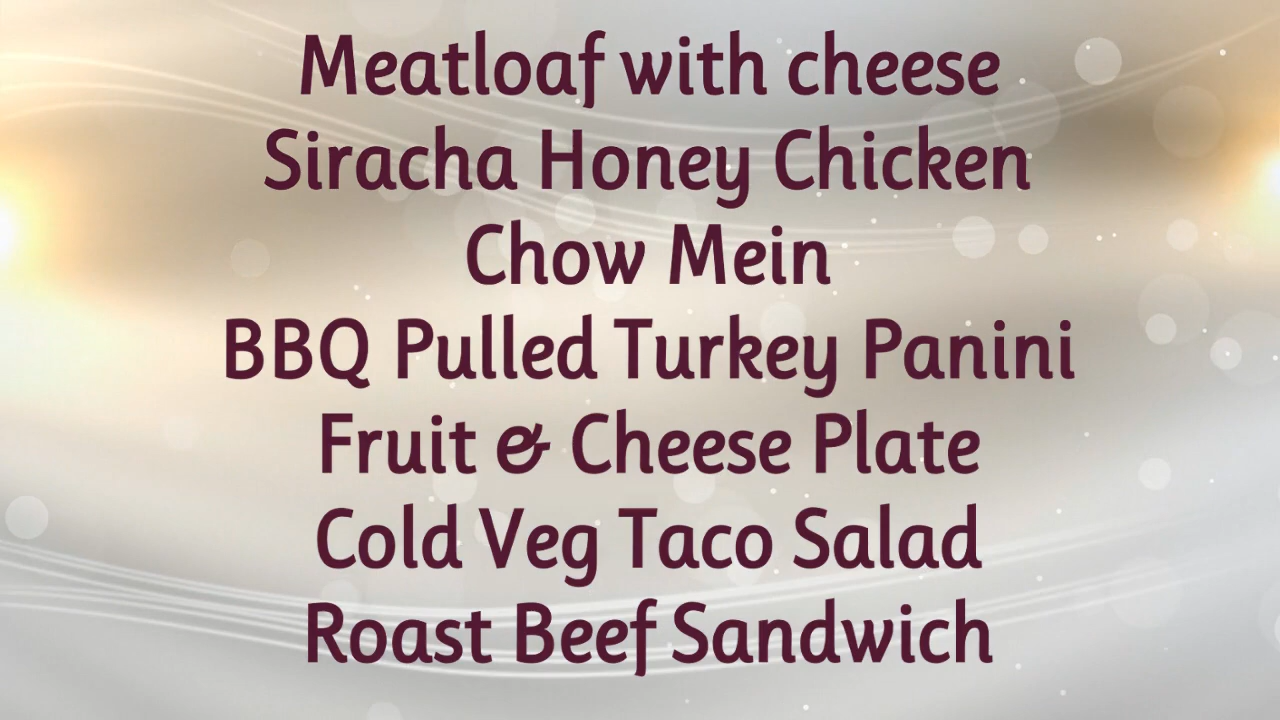 Meatloaf with cheese
Siracha Honey Chicken
Chow Mein
BBQ Pulled Turkey Panini
Fruit & Cheese Plate
Cold Veg Taco Salad
Roast Beef Sandwich